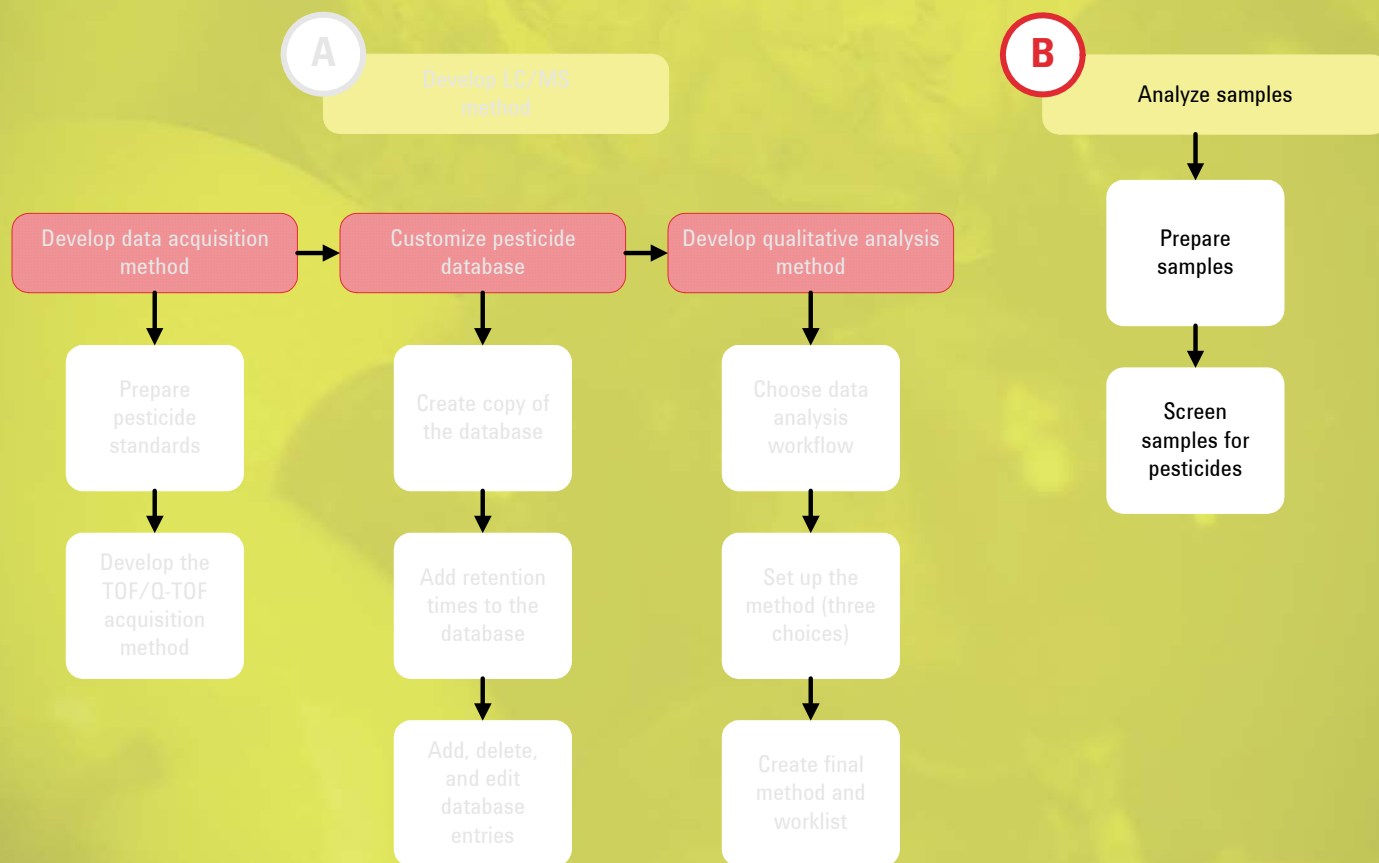 A
Develop LC/MS
method
B
Analyze samples
Develop data acquisition
method
Customize pesticide
database
Develop qualitative analysis
method
Prepare
pesticide
standards
Create copy of
the database
Choose data
analysis
workflow
Prepare
samples
Develop the
TOF/Q-TOF
acquisition
method
Add retention
times to the
database
Set up the
method (three
choices)
Screen
samples for
pesticides
Add, delete,
and edit
database
entries
Create final
method and
worklist